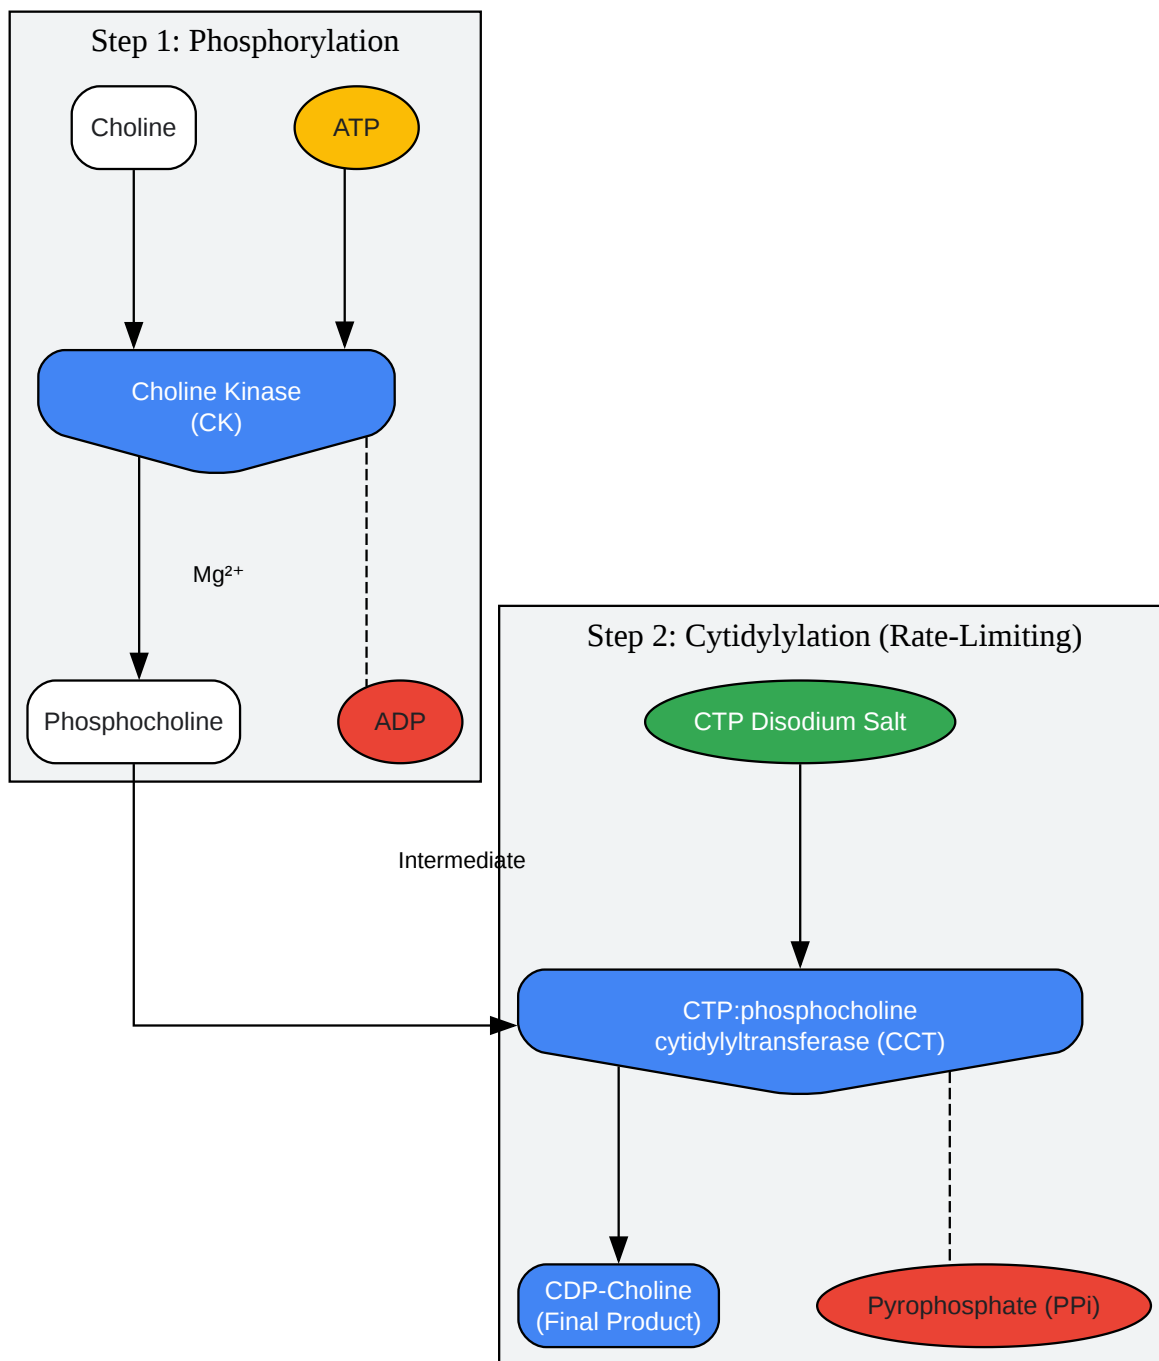 Step 1: Phosphorylation
Choline
ATP
Choline Kinase
(CK)
Mg²⁺
Phosphocholine
ADP
Step 2: Cytidylylation (Rate-Limiting)
CTP Disodium Salt
Intermediate
CTP:phosphocholine
cytidylyltransferase (CCT)
CDP-Choline
(Final Product)
Pyrophosphate (PPi)